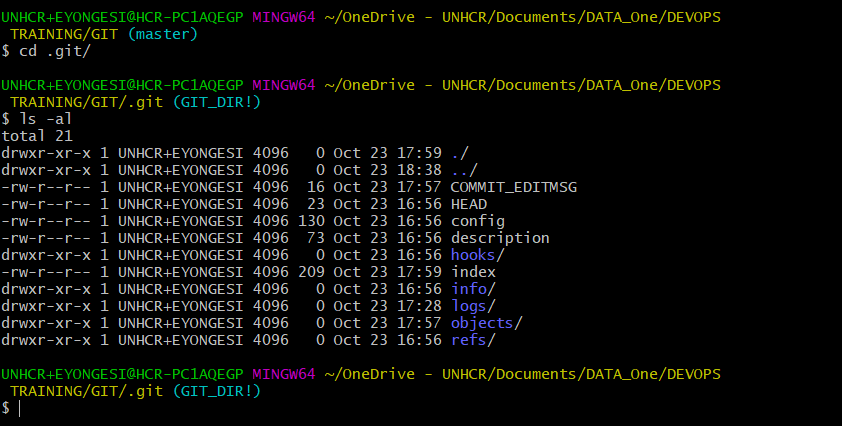 UNHCR+EYONGESI@HCR-PC1AQEGP MINGW64 ~/OneDrive - UNHCR/Documents/DATA_One/DEVOPS
 TRAINING/GIT (master)
$ cd .git/

UNHCR+EYONGESI@HCR-PC1AQEGP MINGW64 ~/OneDrive - UNHCR/Documents/DATA_One/DEVOPS
 TRAINING/GIT/.git (GIT_DIR!)
$ ls -al
total 21
drwxr-xr-x 1 UNHCR+EYONGESI 4096   0 Oct 23 17:59 ./
drwxr-xr-x 1 UNHCR+EYONGESI 4096   0 Oct 23 18:38 ../
-rw-r--r-- 1 UNHCR+EYONGESI 4096  16 Oct 23 17:57 COMMIT_EDITMSG
-rw-r--r-- 1 UNHCR+EYONGESI 4096  23 Oct 23 16:56 HEAD
-rw-r--r-- 1 UNHCR+EYONGESI 4096 130 Oct 23 16:56 config
-rw-r--r-- 1 UNHCR+EYONGESI 4096  73 Oct 23 16:56 description
drwxr-xr-x 1 UNHCR+EYONGESI 4096   0 Oct 23 16:56 hooks/
-rw-r--r-- 1 UNHCR+EYONGESI 4096 209 Oct 23 17:59 index
drwxr-xr-x 1 UNHCR+EYONGESI 4096   0 Oct 23 16:56 info/
drwxr-xr-x 1 UNHCR+EYONGESI 4096   0 Oct 23 17:28 logs/
drwxr-xr-x 1 UNHCR+EYONGESI 4096   0 Oct 23 17:57 objects/
drwxr-xr-x 1 UNHCR+EYONGESI 4096   0 Oct 23 16:56 refs/

UNHCR+EYONGESI@HCR-PC1AQEGP MINGW64 ~/OneDrive - UNHCR/Documents/DATA_One/DEVOPS
 TRAINING/GIT/.git (GIT_DIR!)
$